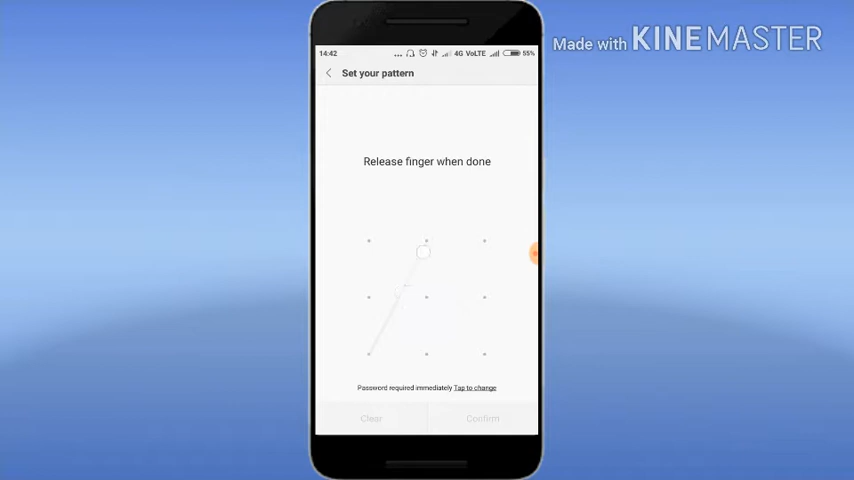 Made with KINEMASTER
14:42 ... 4G VoLTE 55%
Set your pattern
Release finger when done
Password required immediately Tap to change
Clear Confirm